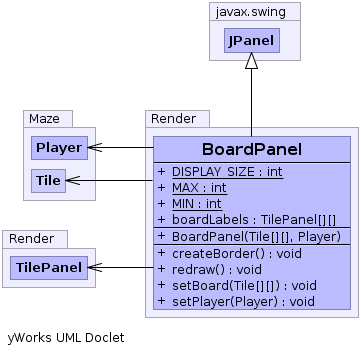 javax.swing
JPanel
Maze
Player
Tile
Render
TilePanel
Render
BoardPanel
+ DISPLAY_SIZE : int
+ MAX : int
+ MIN : int
+ boardLabels : TilePanel[][]
+ BoardPanel(Tile[][], Player)
+ createBorder() : void
+ redraw() : void
+ setBoard(Tile[][]) : void
+ setPlayer(Player) : void
yWorks UML Doclet